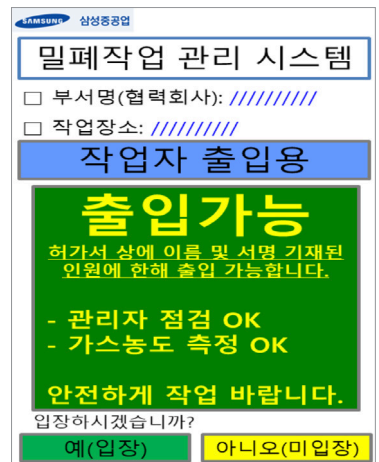 SAMSUNG 삼성중공업
밀폐작업 관리 시스템
□ 부서명(협력회사): //////////
□ 작업장소: //////////
작업자 출입용
출입가능
허가서 상에 이름 및 서명 기재된
인원에 한해 출입 가능합니다.
- 관리자 점검 OK
- 가스농도 측정 OK
안전하게 작업 바랍니다.
입장하시겠습니까?
예(입장) 아니오(미입장)